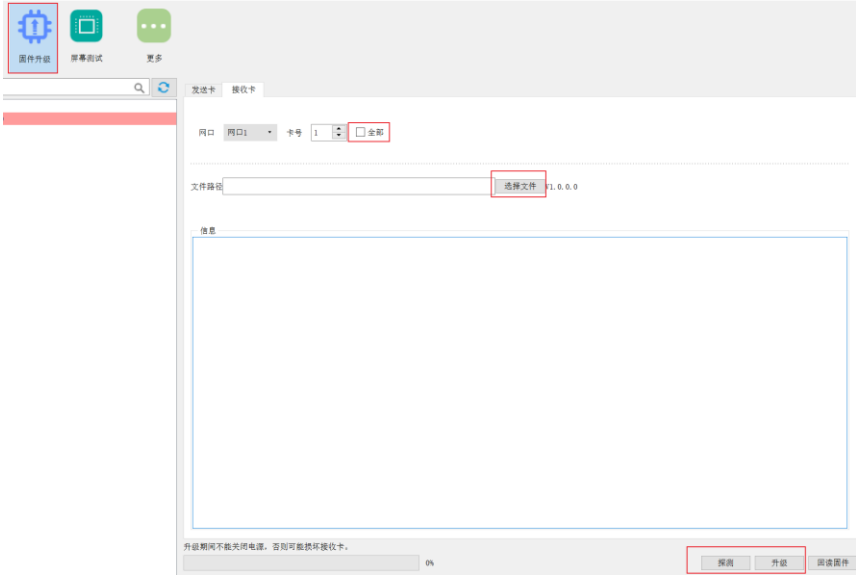 固件升级 屏幕测试 更多
发送卡 接收卡
网口 网口1 卡号 1 全部
文件路径 选择文件 V1.0.0.0
信息
升级期间不能关闭电源，否则可能损坏接收卡。
0% 探测 升级 回读固件